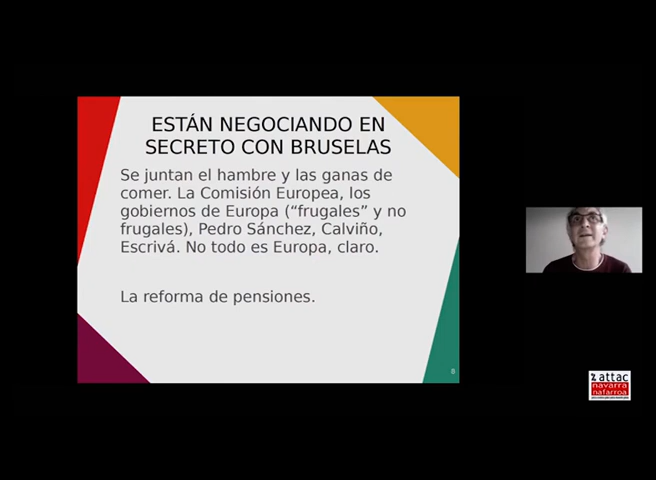 ESTÁN NEGOCIANDO EN
SECRETO CON BRUSELAS
Se juntan el hambre y las ganas de
comer. La Comisión Europea, los
gobiernos de Europa (“frugales” y no
frugales), Pedro Sánchez, Calviño,
Escrivá. No todo es Europa, claro.
La reforma de pensiones.
8
attac
navarra
nafarroa